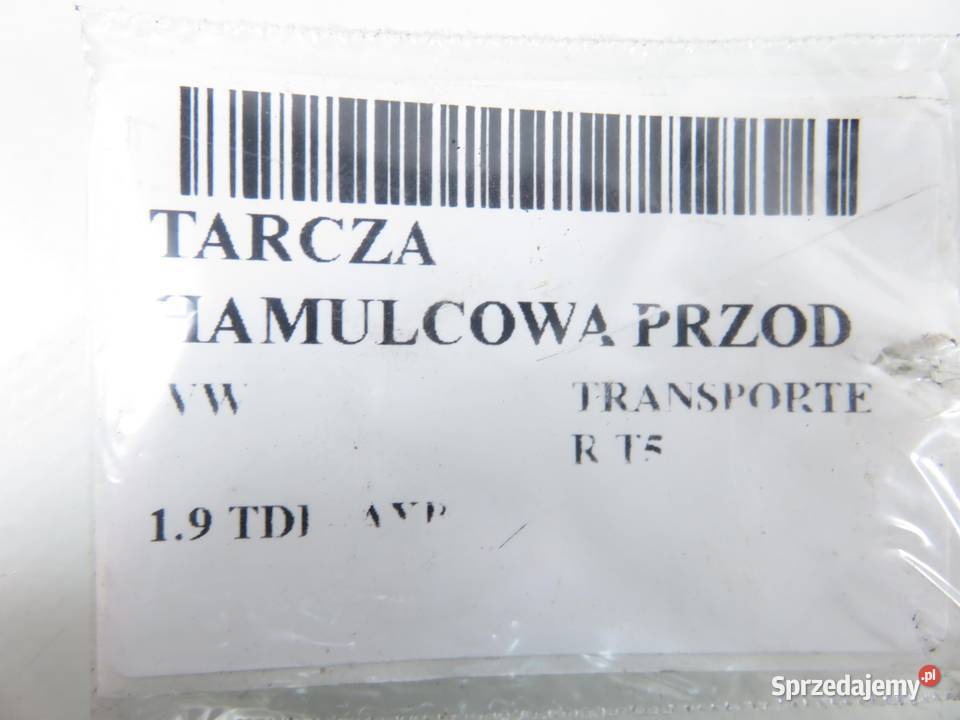 TARCZA
HAMULCOWA PRZOD
VW TRANSPORTE
R T5
1.9 TDI
Sprzedajemy.pl